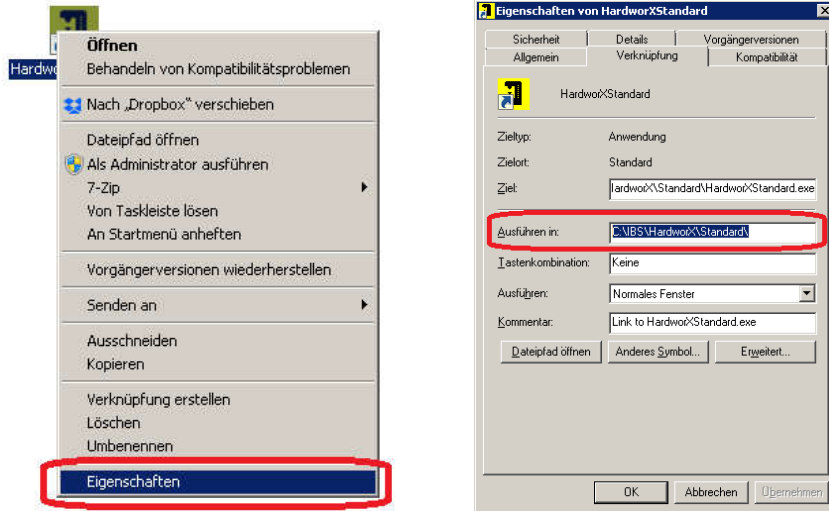 Öffnen
Hardwo
Behandeln von Kompatibilitätsproblemen
Nach „Dropbox“ verschieben
Dateipfad öffnen
Als Administrator ausführen
7-Zip
Von Taskleiste lösen
An Startmenü anheften
Vorgängerversionen wiederherstellen
Senden an
Ausschneiden
Kopieren
Verknüpfung erstellen
Löschen
Umbenennen
Eigenschaften
Eigenschaften von HardworXStandard
Sicherheit Details Vorgängerversionen
Allgemein Verknüpfung Kompatibilität
HardworXStandard
Zieltyp: Anwendung
Zielort: Standard
Ziel: lardworX\Standard\HardworXStandard.exe
Ausführen in: C:\IBS\HardworX\Standard\
Tastenkombination: Keine
Ausführen: Normales Fenster
Kommentar: Link to HardworXStandard.exe
Dateipfad öffnen Anderes Symbol... Erweitert...
OK Abbrechen Übernehmen